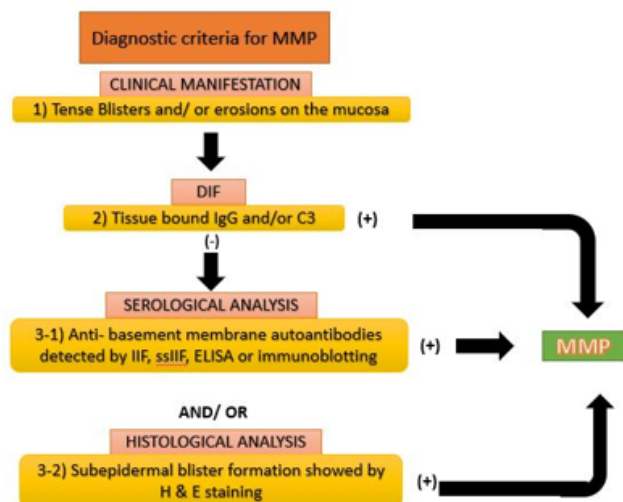 Diagnostic criteria for MMP
CLINICAL MANIFESTATION
1) Tense Blisters and/ or erosions on the mucosa
DIF
2) Tissue bound IgG and/or C3
(+)
(-)
SEROLOGICAL ANALYSIS
3-1) Anti- basement membrane autoantibodies
detected by IIF, ssIIF, ELISA or immunoblotting
(+)
MMP
AND/ OR
HISTOLOGICAL ANALYSIS
3-2) Subepidermal blister formation showed by
H & E staining
(+)